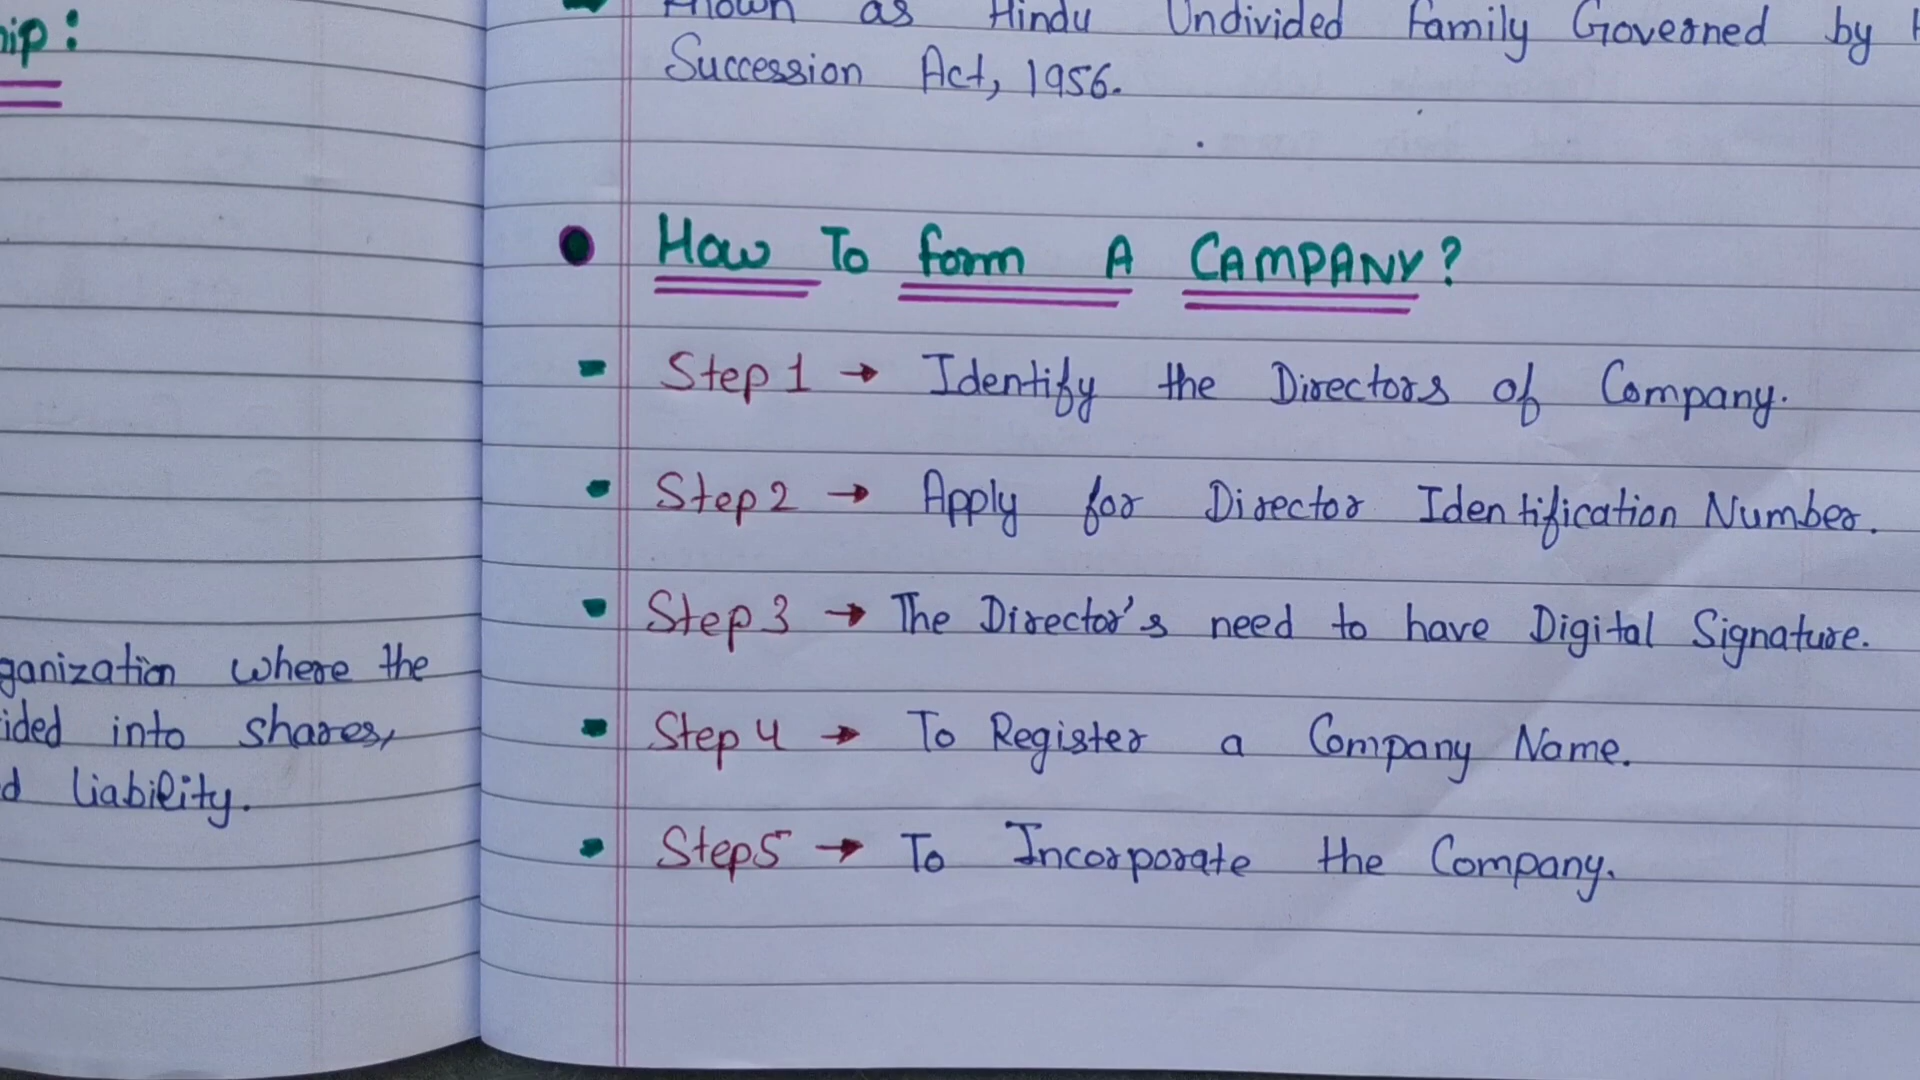 ip:
ganization where the
ided into shares,
d liability.
known as Hindu Undivided Family Governed by H
Succession Act, 1956.
How To form A CAMPANY?
Step 1 → Identify the Directors of Company.
Step 2 → Apply for Director Identification Number.
Step 3 → The Director's need to have Digital Signature.
Step 4 → To Register a Company Name.
Step 5 → To Incorporate the Company.